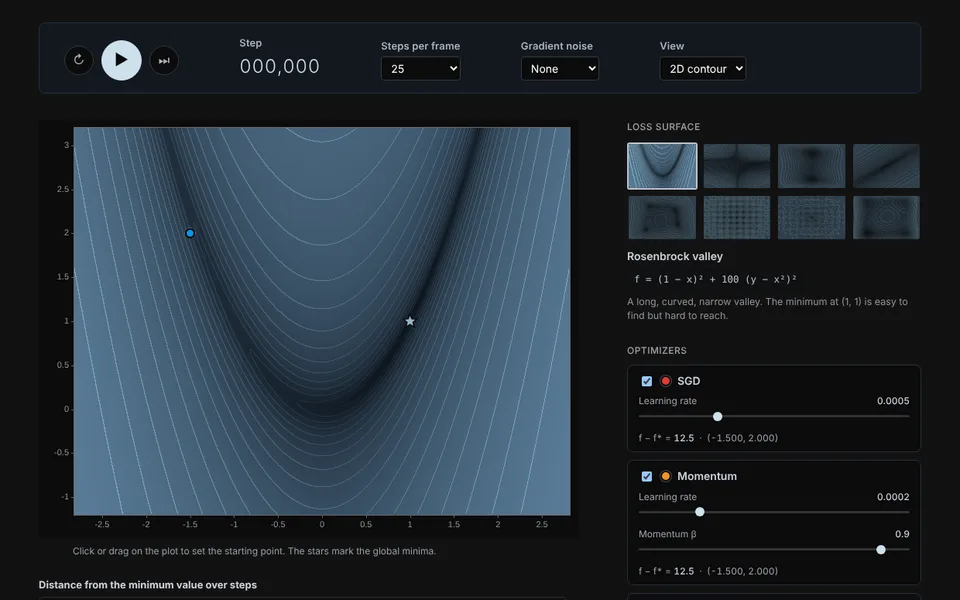 Step
000,000
Steps per frame
25
Gradient noise
None
View
2D contour
3
2.5
2
1.5
1
0.5
0
-0.5
-1
-2.5 -2 -1.5 -1 -0.5 0 0.5 1 1.5 2 2.5
Click or drag on the plot to set the starting point. The stars mark the global minima.
Distance from the minimum value over steps
LOSS SURFACE
Rosenbrock valley
f = (1 − x)² + 100 (y − x²)²
A long, curved, narrow valley. The minimum at (1, 1) is easy to
find but hard to reach.
OPTIMIZERS
SGD
Learning rate 0.0005
f − f* = 12.5 · (-1.500, 2.000)
Momentum
Learning rate 0.0002
Momentum β 0.9
f − f* = 12.5 · (-1.500, 2.000)